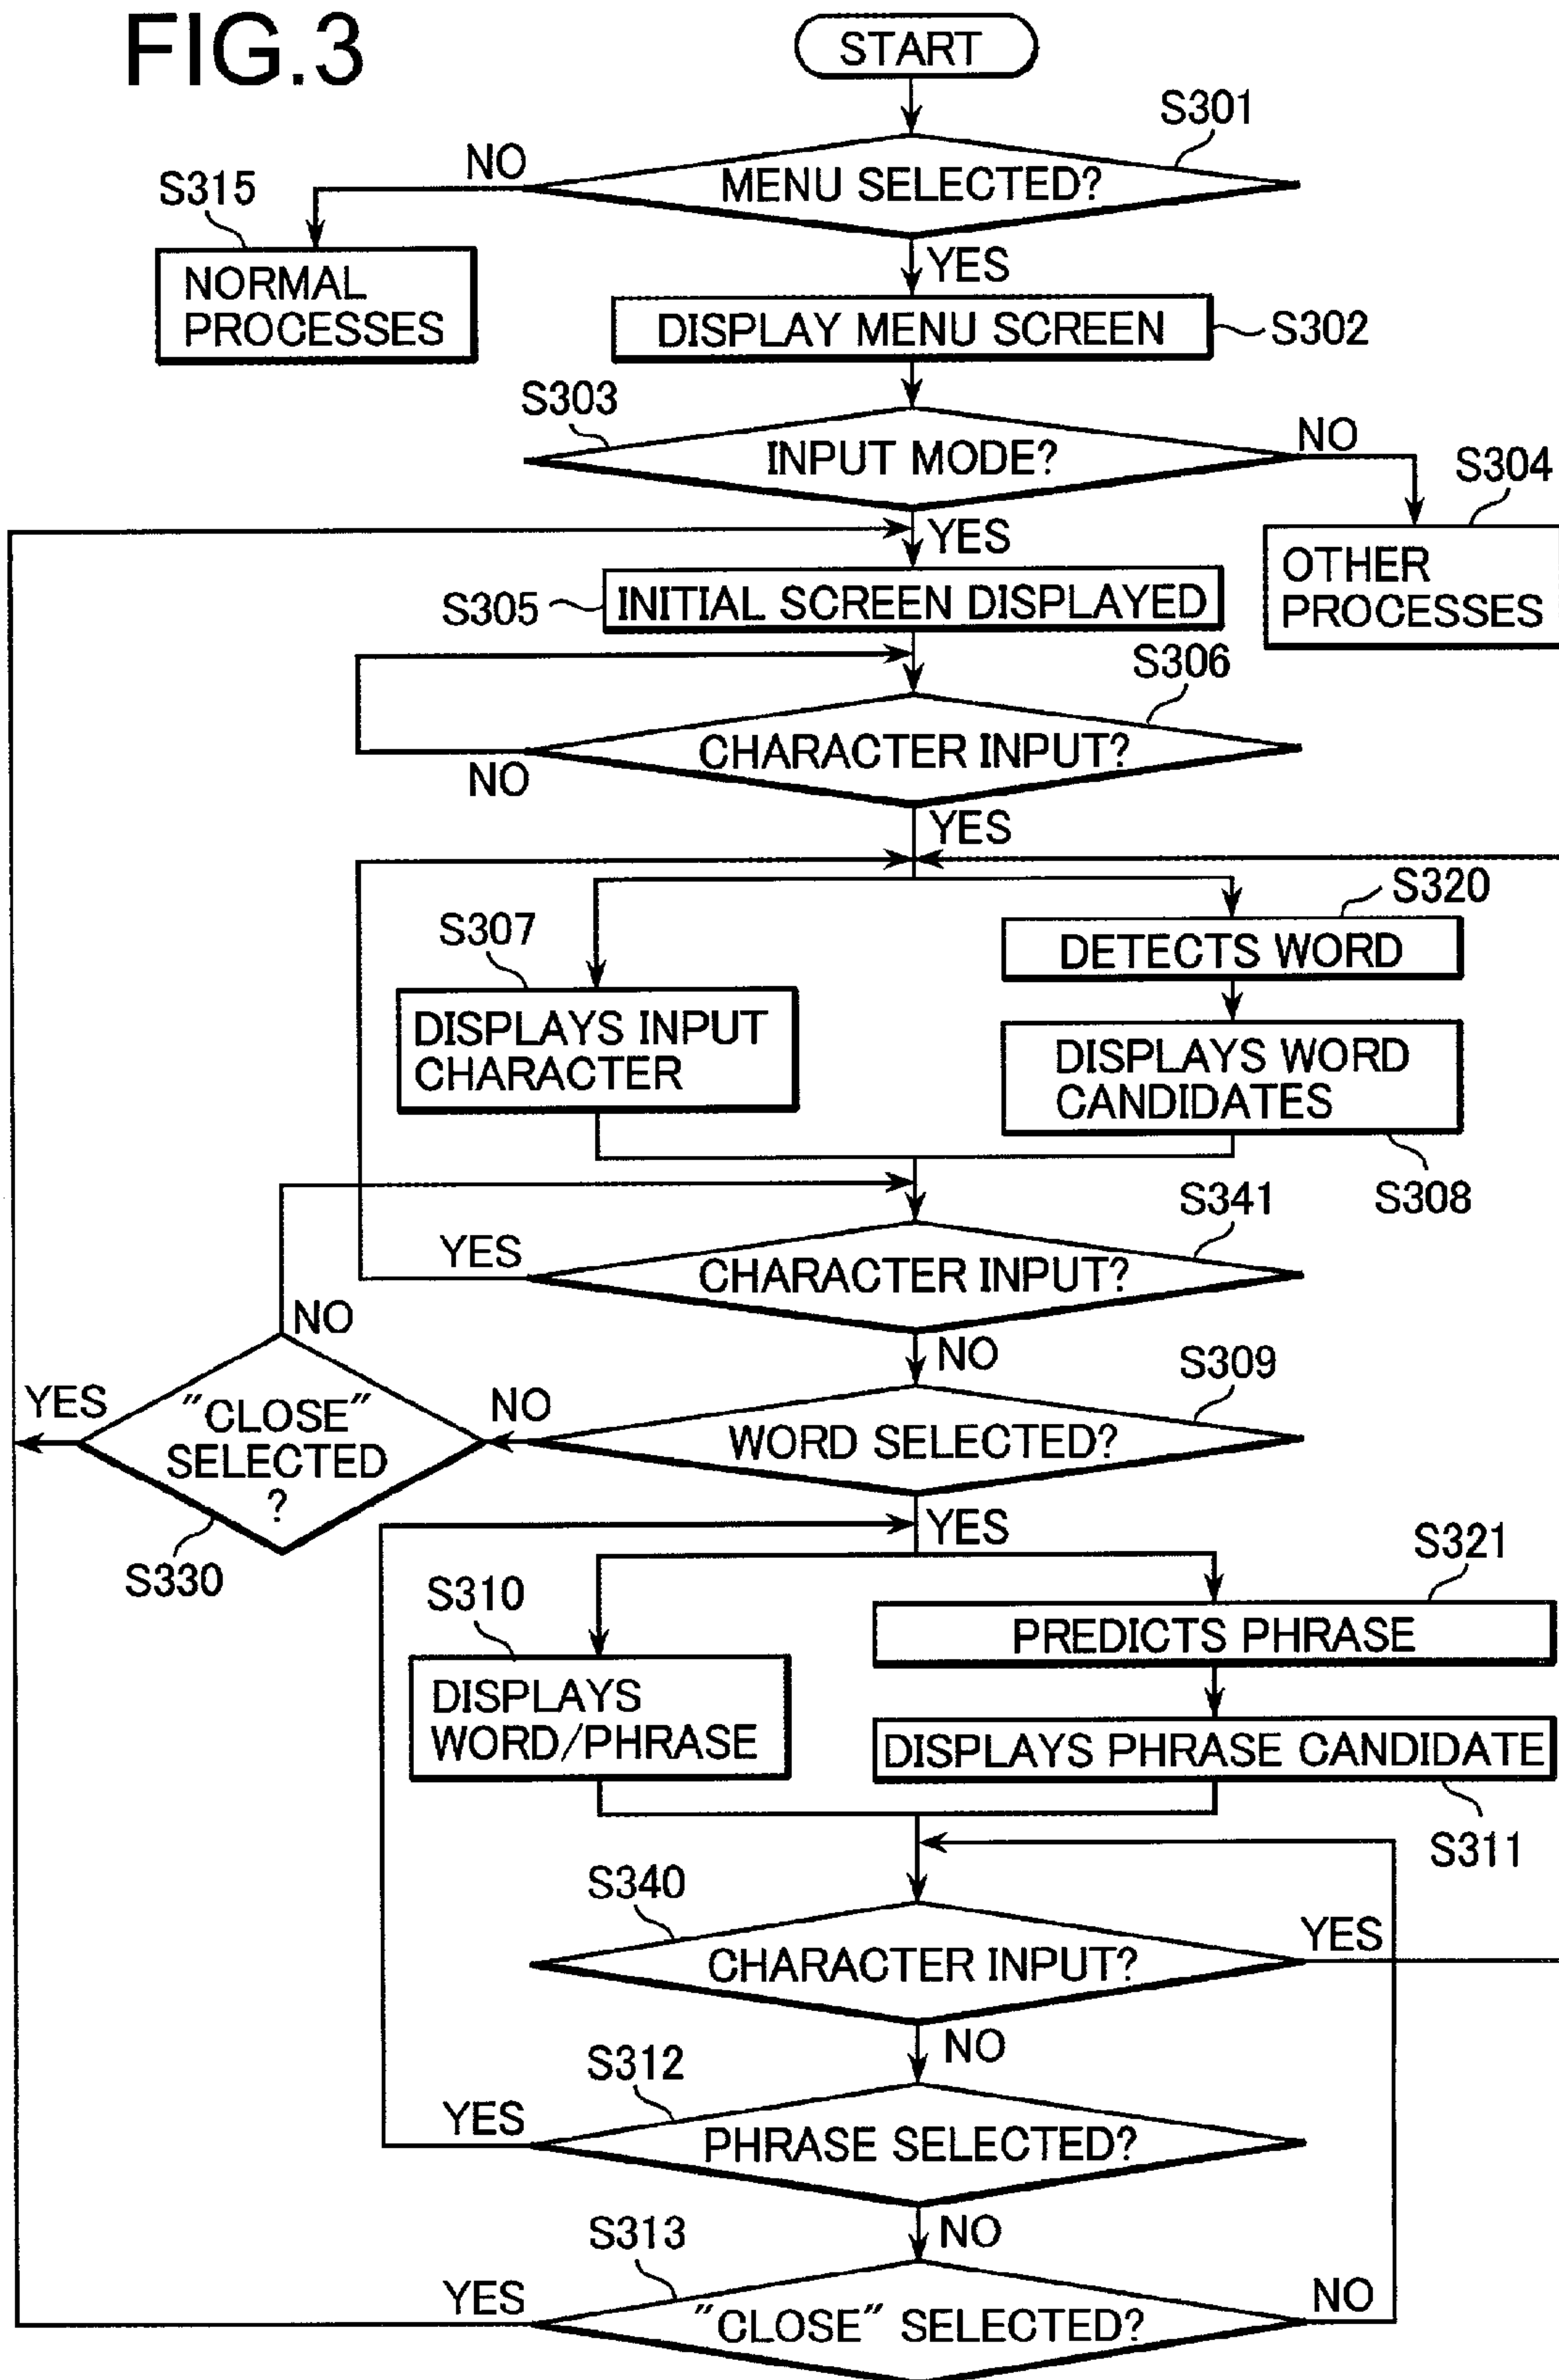 FIG.3
START
S301
MENU SELECTED?
NO
S315
NORMAL
PROCESSES
YES
DISPLAY MENU SCREEN
S302
S303
INPUT MODE?
NO
S304
OTHER
PROCESSES
YES
S305
INITIAL SCREEN DISPLAYED
S306
CHARACTER INPUT?
NO
YES
S320
S307
DETECTS WORD
DISPLAYS INPUT
CHARACTER
DISPLAYS WORD
CANDIDATES
S308
S341
YES
CHARACTER INPUT?
NO
NO
S309
YES
"CLOSE"
SELECTED
?
NO
WORD SELECTED?
S330
YES
S321
S310
PREDICTS PHRASE
DISPLAYS
WORD/PHRASE
DISPLAYS PHRASE CANDIDATE
S311
S340
YES
CHARACTER INPUT?
NO
S312
YES
PHRASE SELECTED?
NO
S313
YES
"CLOSE" SELECTED?
NO